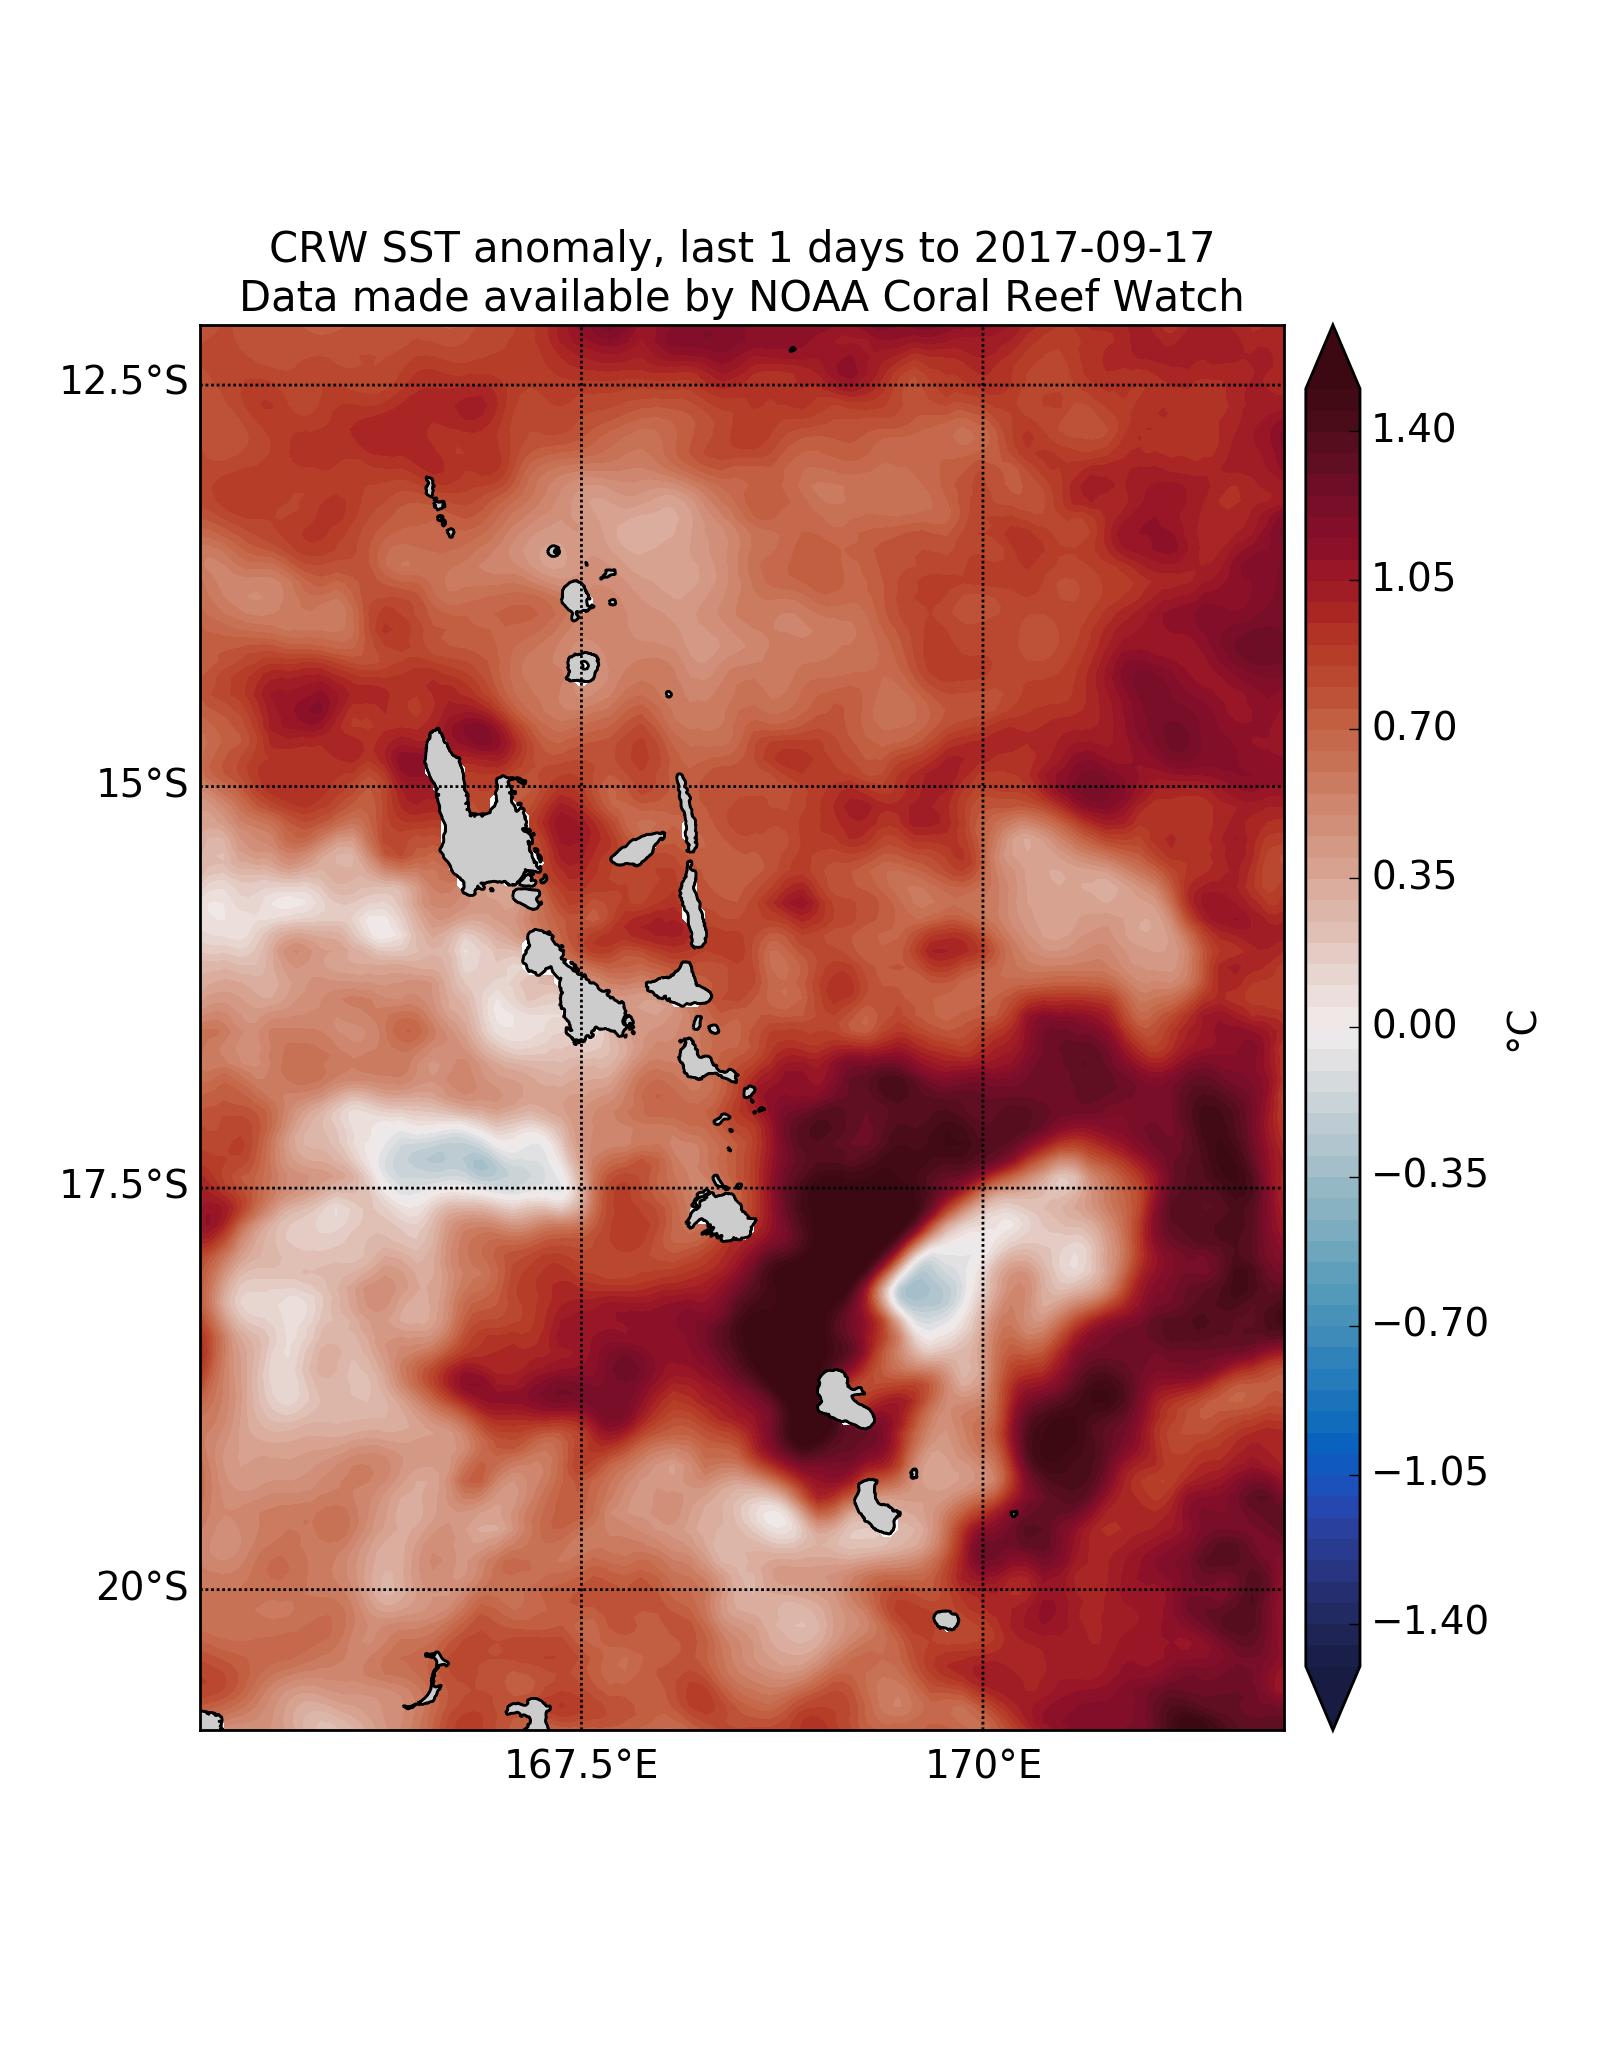 CRW SST anomaly, last 1 days to 2017-09-17
Data made available by NOAA Coral Reef Watch
12.5°S
15°S
17.5°S
20°S
167.5°E
170°E
1.40
1.05
0.70
0.35
0.00
−0.35
−0.70
−1.05
−1.40
°C